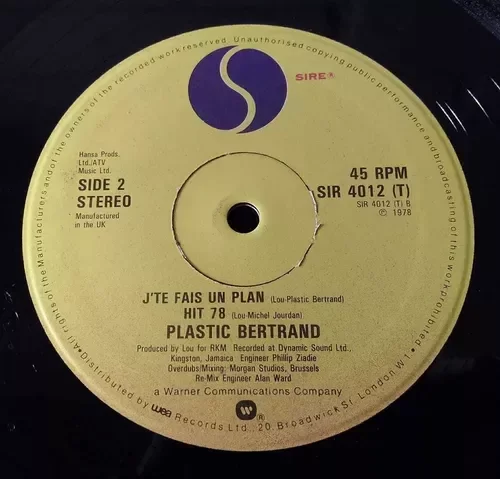 of the recorded work reserved. Unauthorised copying public performance and broadcasting of this work prohibited.
All rights of the Manufacturers and of the owners
SIRE®
Hansa Prods.
Ltd./ATV
Music Ltd.
SIDE 2
STEREO
Manufactured
in the UK
45 RPM
SIR 4012 (T)
SIR 4012 (T) B
℗ 1978
J'TE FAIS UN PLAN (Lou-Plastic Bertrand)
HIT 78 (Lou-Michel Jourdan)
PLASTIC BERTRAND
Produced by Lou for RKM Recorded at Dynamic Sound Ltd.,
Kingston, Jamaica Engineer Phillip Ziadie
Overdubs/Mixing: Morgan Studios, Brussels
Re-Mix Engineer Alan Ward
a Warner Communications Company
Distributed by wea Records Ltd., 20, Broadwick St. London W1.